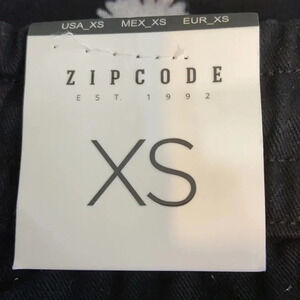 USA_XS MEX_XS EUR_XS
ZIPCODE
EST. 1992
XS